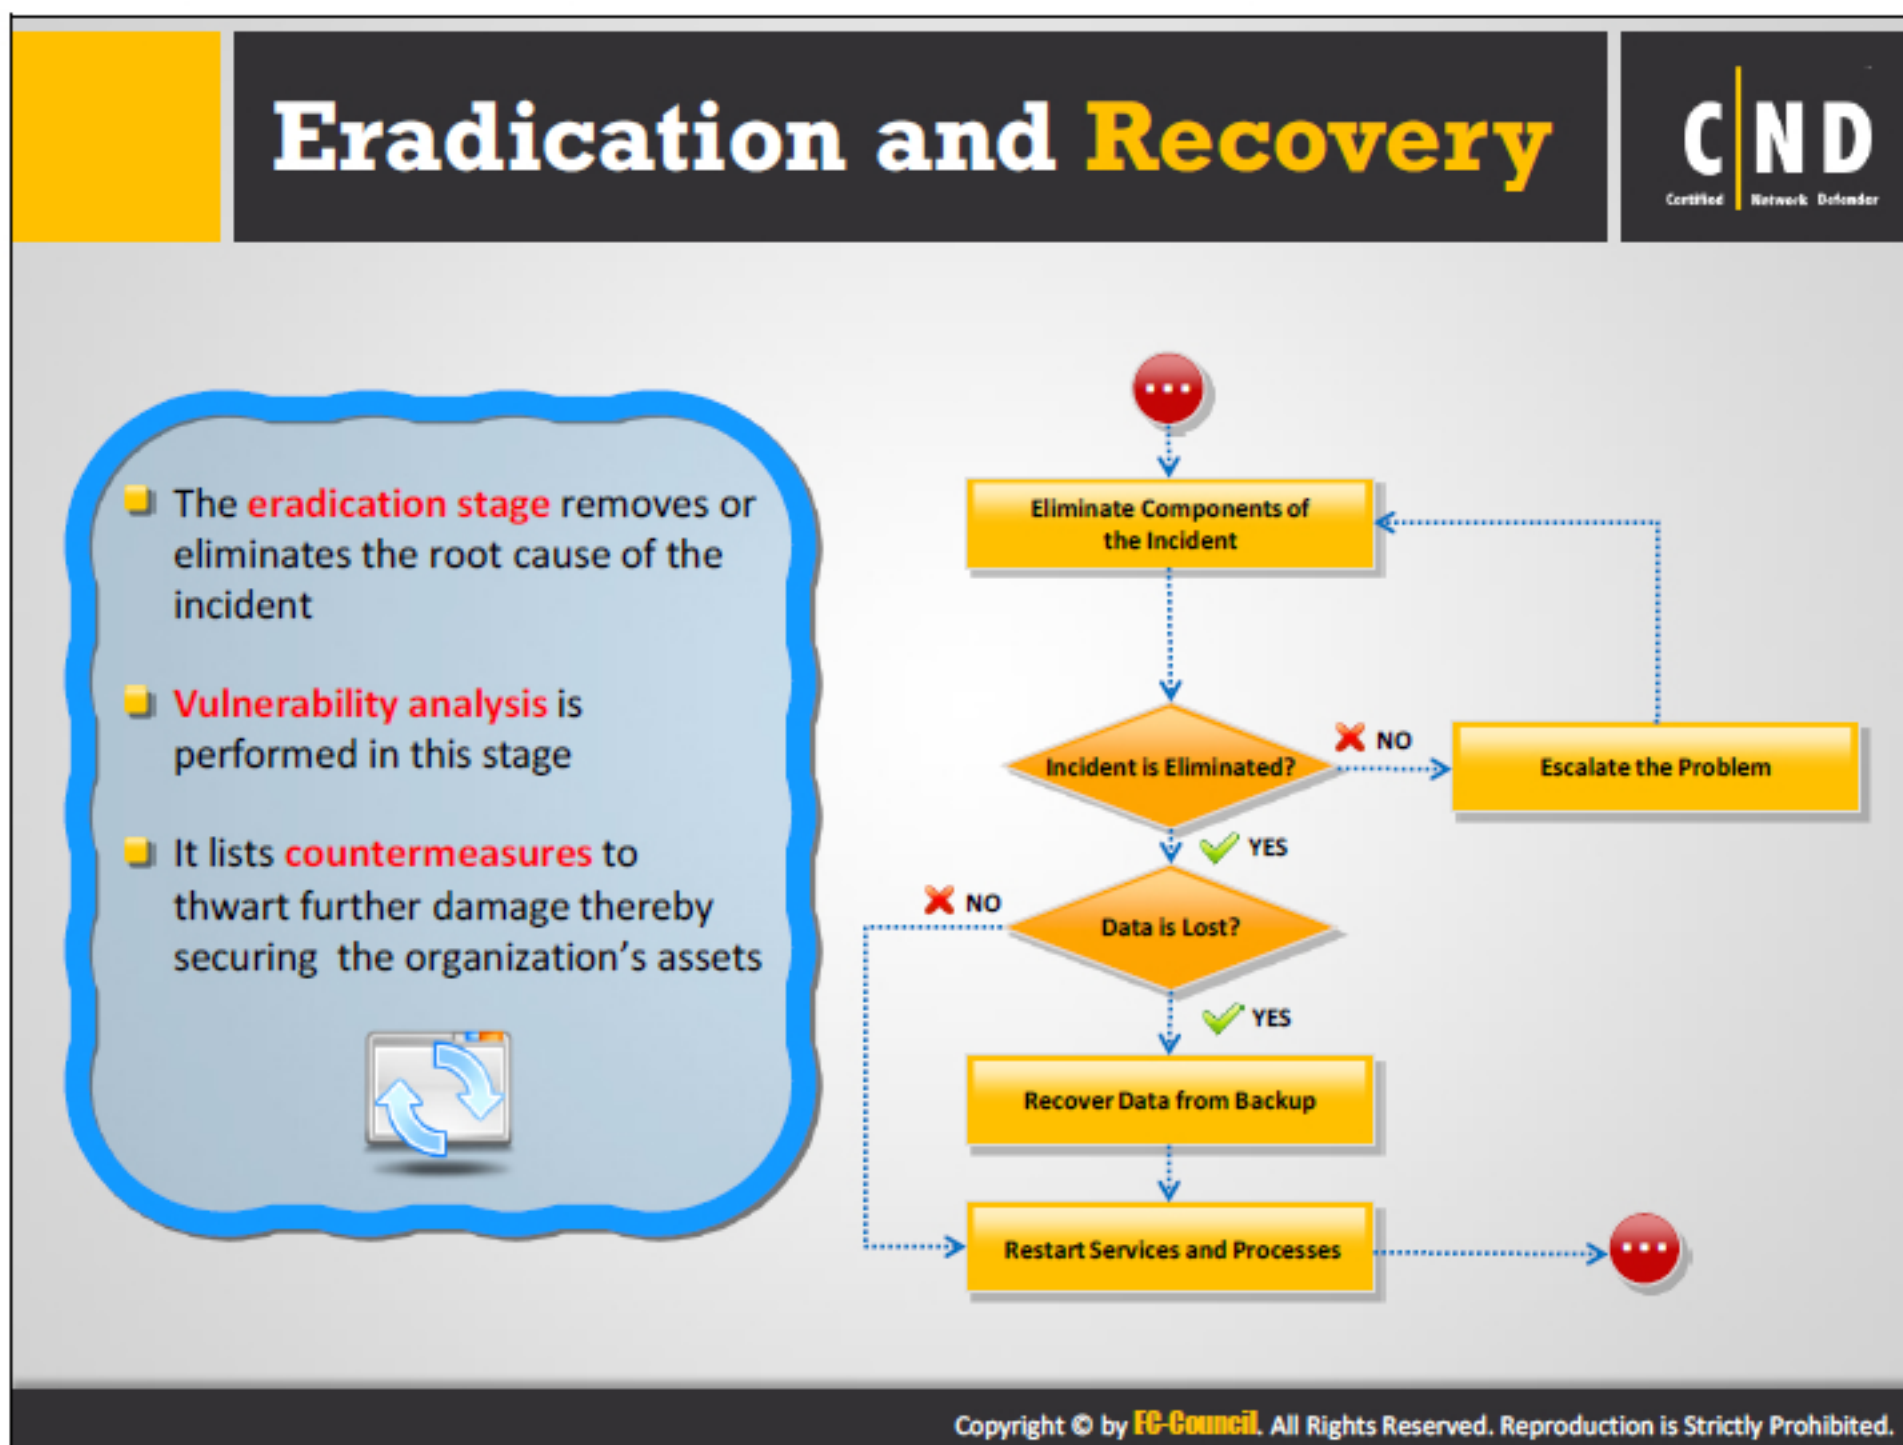 Eradication and Recovery
C|ND
Certified Network Defender
The eradication stage removes or
eliminates the root cause of the
incident
Vulnerability analysis is
performed in this stage
It lists countermeasures to
thwart further damage thereby
securing the organization's assets
Eliminate Components of
the Incident
Incident is Eliminated?
NO
Escalate the Problem
YES
NO
Data is Lost?
YES
Recover Data from Backup
Restart Services and Processes
Copyright © by EC-Council. All Rights Reserved. Reproduction is Strictly Prohibited.